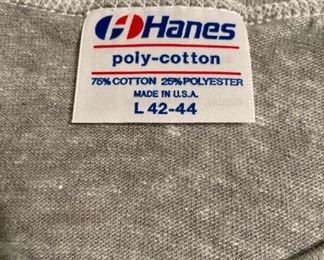 Hanes
poly-cotton
75% COTTON 25% POLYESTER
MADE IN U.S.A.
L 42-44